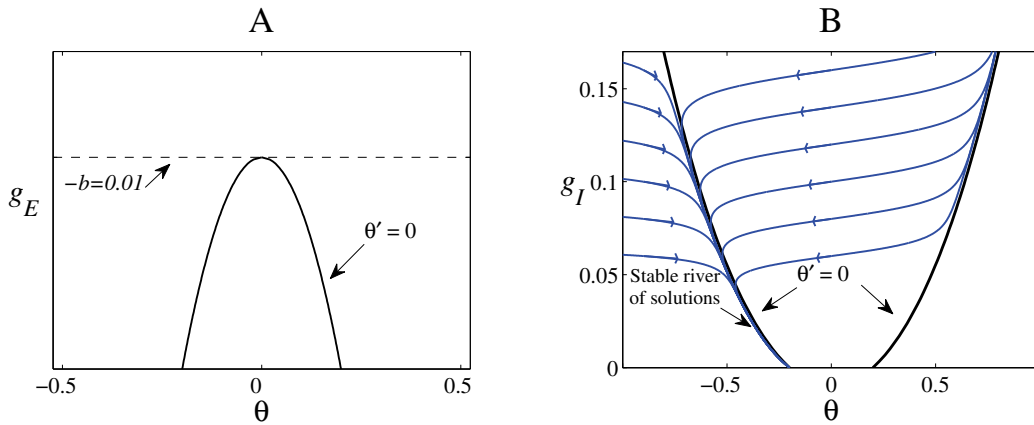 A
g_E
-b=0.01
θ′ = 0
−0.5
0
0.5
θ
B
0.15
0.1
0.05
0
g_I
Stable river
of solutions
θ′ = 0
−0.5
0
0.5
θ